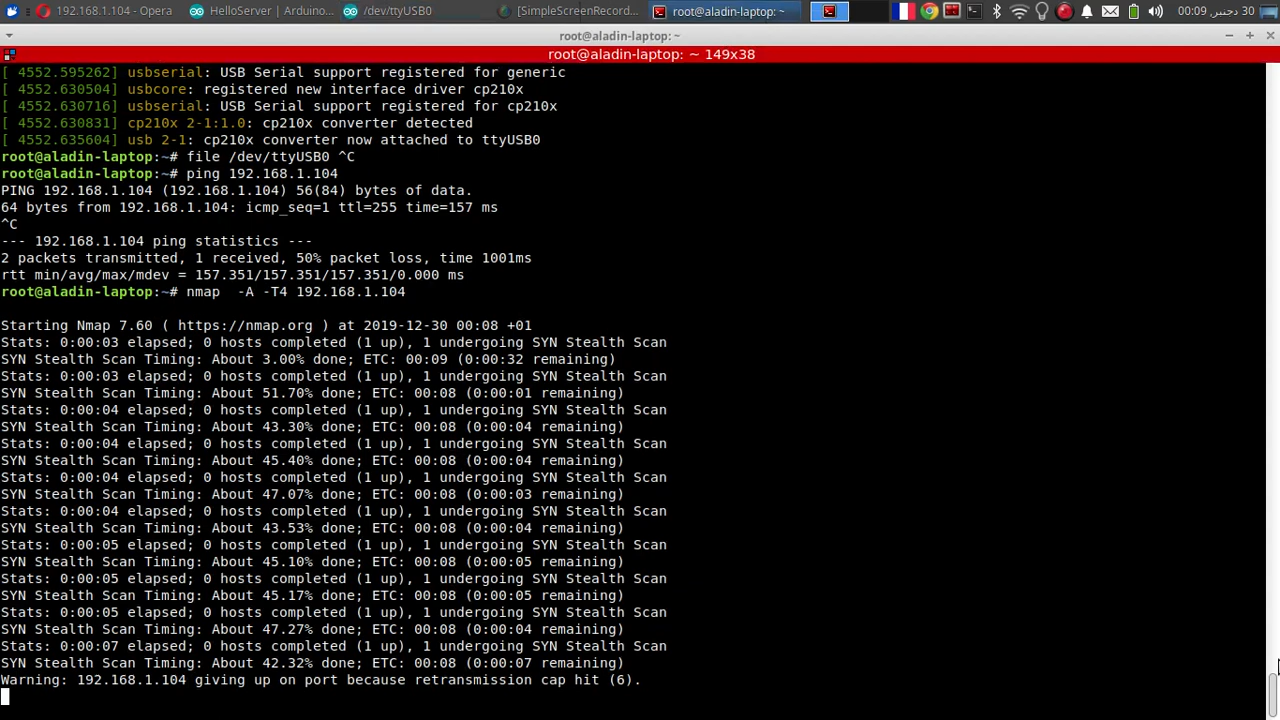 192.168.1.104 - Opera
HelloServer | Arduino...
/dev/ttyUSB0
[SimpleScreenRecord...
root@aladin-laptop: ~
30 دجنبر, 00:09
root@aladin-laptop: ~
root@aladin-laptop: ~ 149x38
[ 4552.595262] usbserial: USB Serial support registered for generic
[ 4552.630504] usbcore: registered new interface driver cp210x
[ 4552.630716] usbserial: USB Serial support registered for cp210x
[ 4552.630831] cp210x 2-1:1.0: cp210x converter detected
[ 4552.635604] usb 2-1: cp210x converter now attached to ttyUSB0
root@aladin-laptop:~# file /dev/ttyUSB0 ^C
root@aladin-laptop:~# ping 192.168.1.104
PING 192.168.1.104 (192.168.1.104) 56(84) bytes of data.
64 bytes from 192.168.1.104: icmp_seq=1 ttl=255 time=157 ms
^C
--- 192.168.1.104 ping statistics ---
2 packets transmitted, 1 received, 50% packet loss, time 1001ms
rtt min/avg/max/mdev = 157.351/157.351/157.351/0.000 ms
root@aladin-laptop:~# nmap  -A -T4 192.168.1.104
Starting Nmap 7.60 ( https://nmap.org ) at 2019-12-30 00:08 +01
Stats: 0:00:03 elapsed; 0 hosts completed (1 up), 1 undergoing SYN Stealth Scan
SYN Stealth Scan Timing: About 3.00% done; ETC: 00:09 (0:00:32 remaining)
Stats: 0:00:03 elapsed; 0 hosts completed (1 up), 1 undergoing SYN Stealth Scan
SYN Stealth Scan Timing: About 51.70% done; ETC: 00:08 (0:00:01 remaining)
Stats: 0:00:04 elapsed; 0 hosts completed (1 up), 1 undergoing SYN Stealth Scan
SYN Stealth Scan Timing: About 43.30% done; ETC: 00:08 (0:00:04 remaining)
Stats: 0:00:04 elapsed; 0 hosts completed (1 up), 1 undergoing SYN Stealth Scan
SYN Stealth Scan Timing: About 45.40% done; ETC: 00:08 (0:00:04 remaining)
Stats: 0:00:04 elapsed; 0 hosts completed (1 up), 1 undergoing SYN Stealth Scan
SYN Stealth Scan Timing: About 47.07% done; ETC: 00:08 (0:00:03 remaining)
Stats: 0:00:04 elapsed; 0 hosts completed (1 up), 1 undergoing SYN Stealth Scan
SYN Stealth Scan Timing: About 43.53% done; ETC: 00:08 (0:00:04 remaining)
Stats: 0:00:05 elapsed; 0 hosts completed (1 up), 1 undergoing SYN Stealth Scan
SYN Stealth Scan Timing: About 45.10% done; ETC: 00:08 (0:00:05 remaining)
Stats: 0:00:05 elapsed; 0 hosts completed (1 up), 1 undergoing SYN Stealth Scan
SYN Stealth Scan Timing: About 45.17% done; ETC: 00:08 (0:00:05 remaining)
Stats: 0:00:05 elapsed; 0 hosts completed (1 up), 1 undergoing SYN Stealth Scan
SYN Stealth Scan Timing: About 47.27% done; ETC: 00:08 (0:00:04 remaining)
Stats: 0:00:07 elapsed; 0 hosts completed (1 up), 1 undergoing SYN Stealth Scan
SYN Stealth Scan Timing: About 42.32% done; ETC: 00:08 (0:00:07 remaining)
Warning: 192.168.1.104 giving up on port because retransmission cap hit (6).